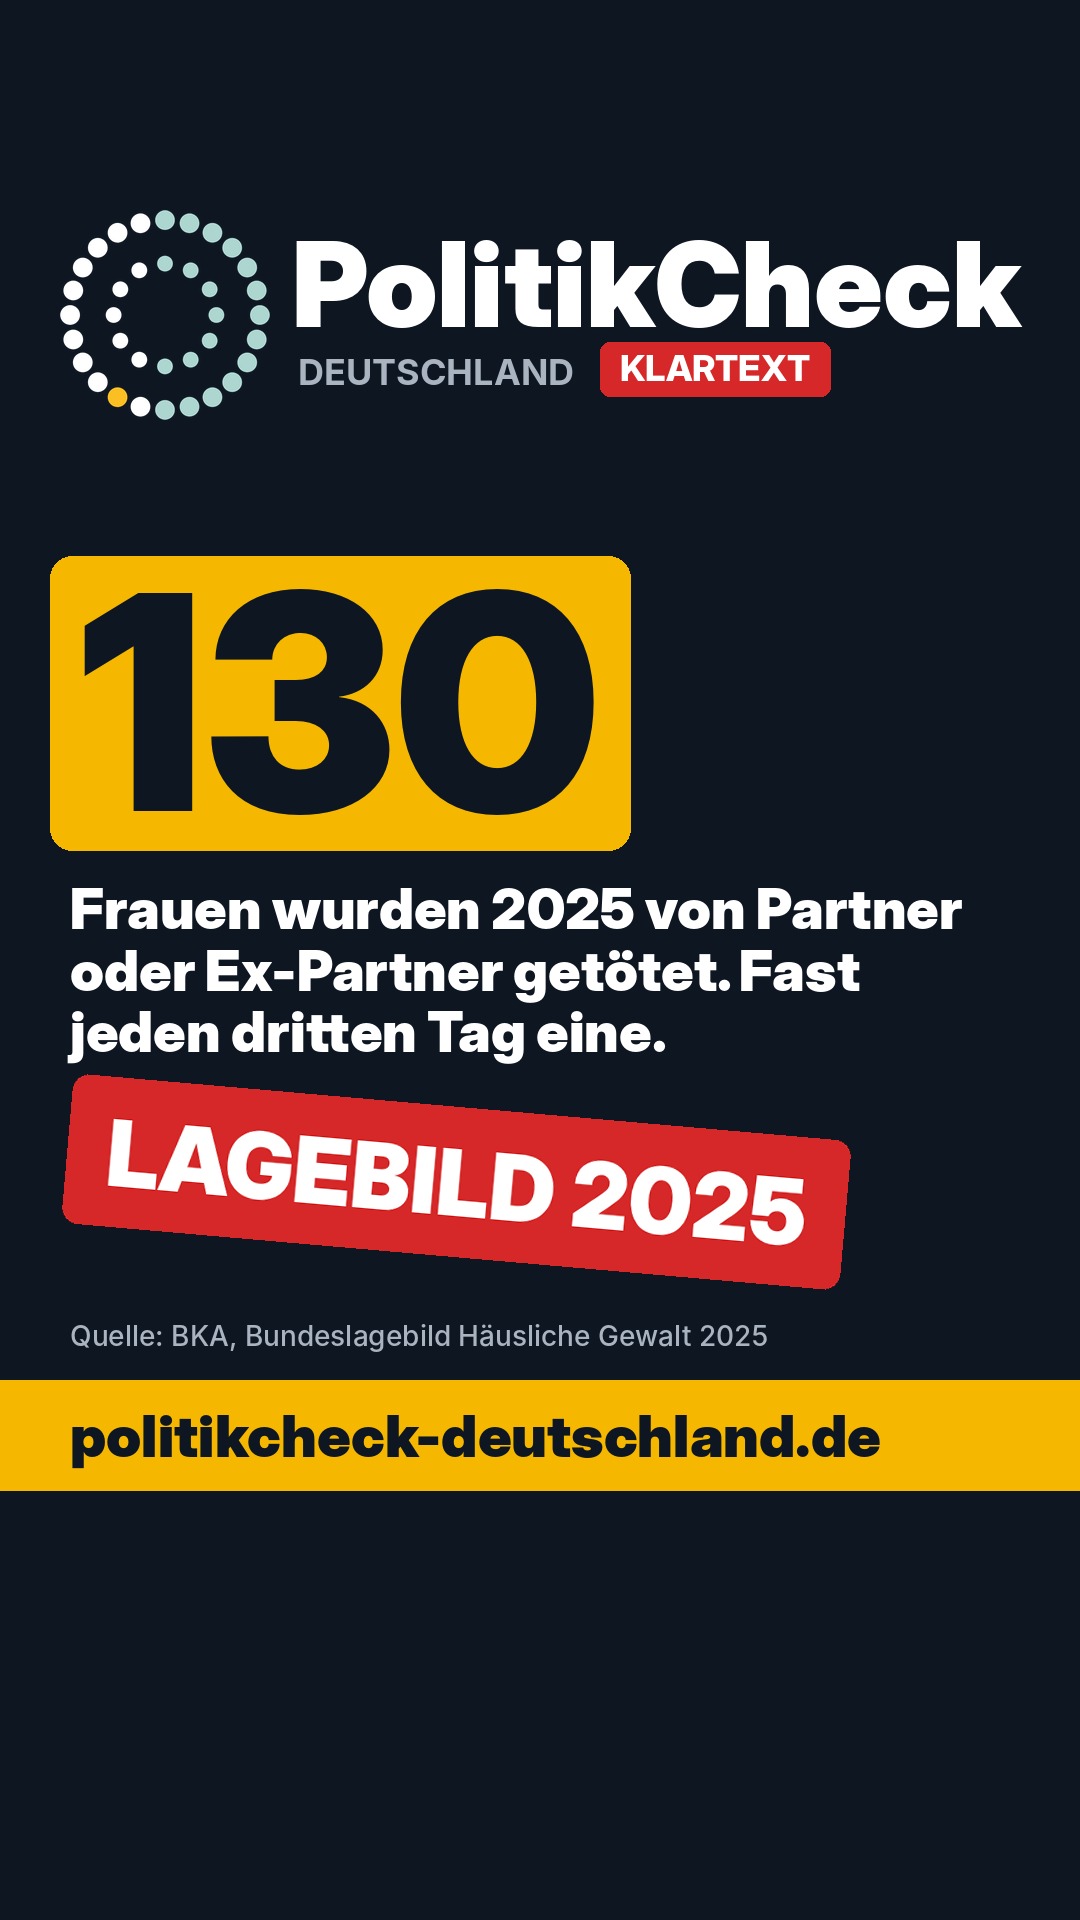 PolitikCheck
DEUTSCHLAND KLARTEXT
130
Frauen wurden 2025 von Partner
oder Ex-Partner getötet. Fast
jeden dritten Tag eine.
LAGEBILD 2025
Quelle: BKA, Bundeslagebild Häusliche Gewalt 2025
politikcheck-deutschland.de